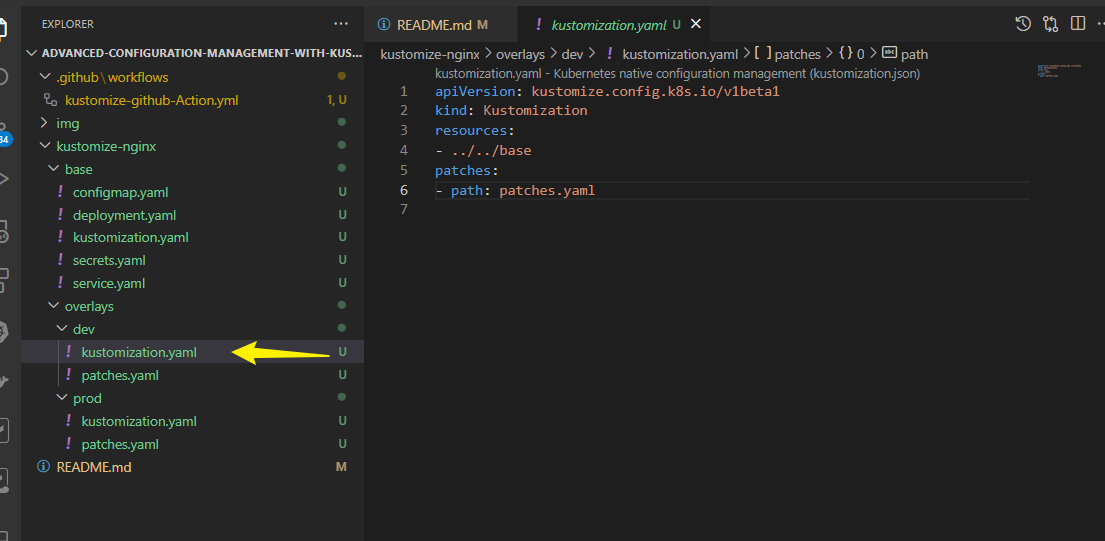 EXPLORER
ADVANCED-CONFIGURATION-MANAGEMENT-WITH-KUS...
.github\workflows
kustomize-github-Action.yml 1, U
img
kustomize-nginx
base
configmap.yaml U
deployment.yaml U
kustomization.yaml U
secrets.yaml U
service.yaml U
overlays
dev
kustomization.yaml U
patches.yaml U
prod
kustomization.yaml U
patches.yaml U
README.md M
34
README.md M
kustomization.yaml U
kustomize-nginx > overlays > dev > kustomization.yaml > [ ] patches > { } 0 > abc path
kustomization.yaml - Kubernetes native configuration management (kustomization.json)
1 apiVersion: kustomize.config.k8s.io/v1beta1
2 kind: Kustomization
3 resources:
4 - ../../base
5 patches:
6 - path: patches.yaml
7